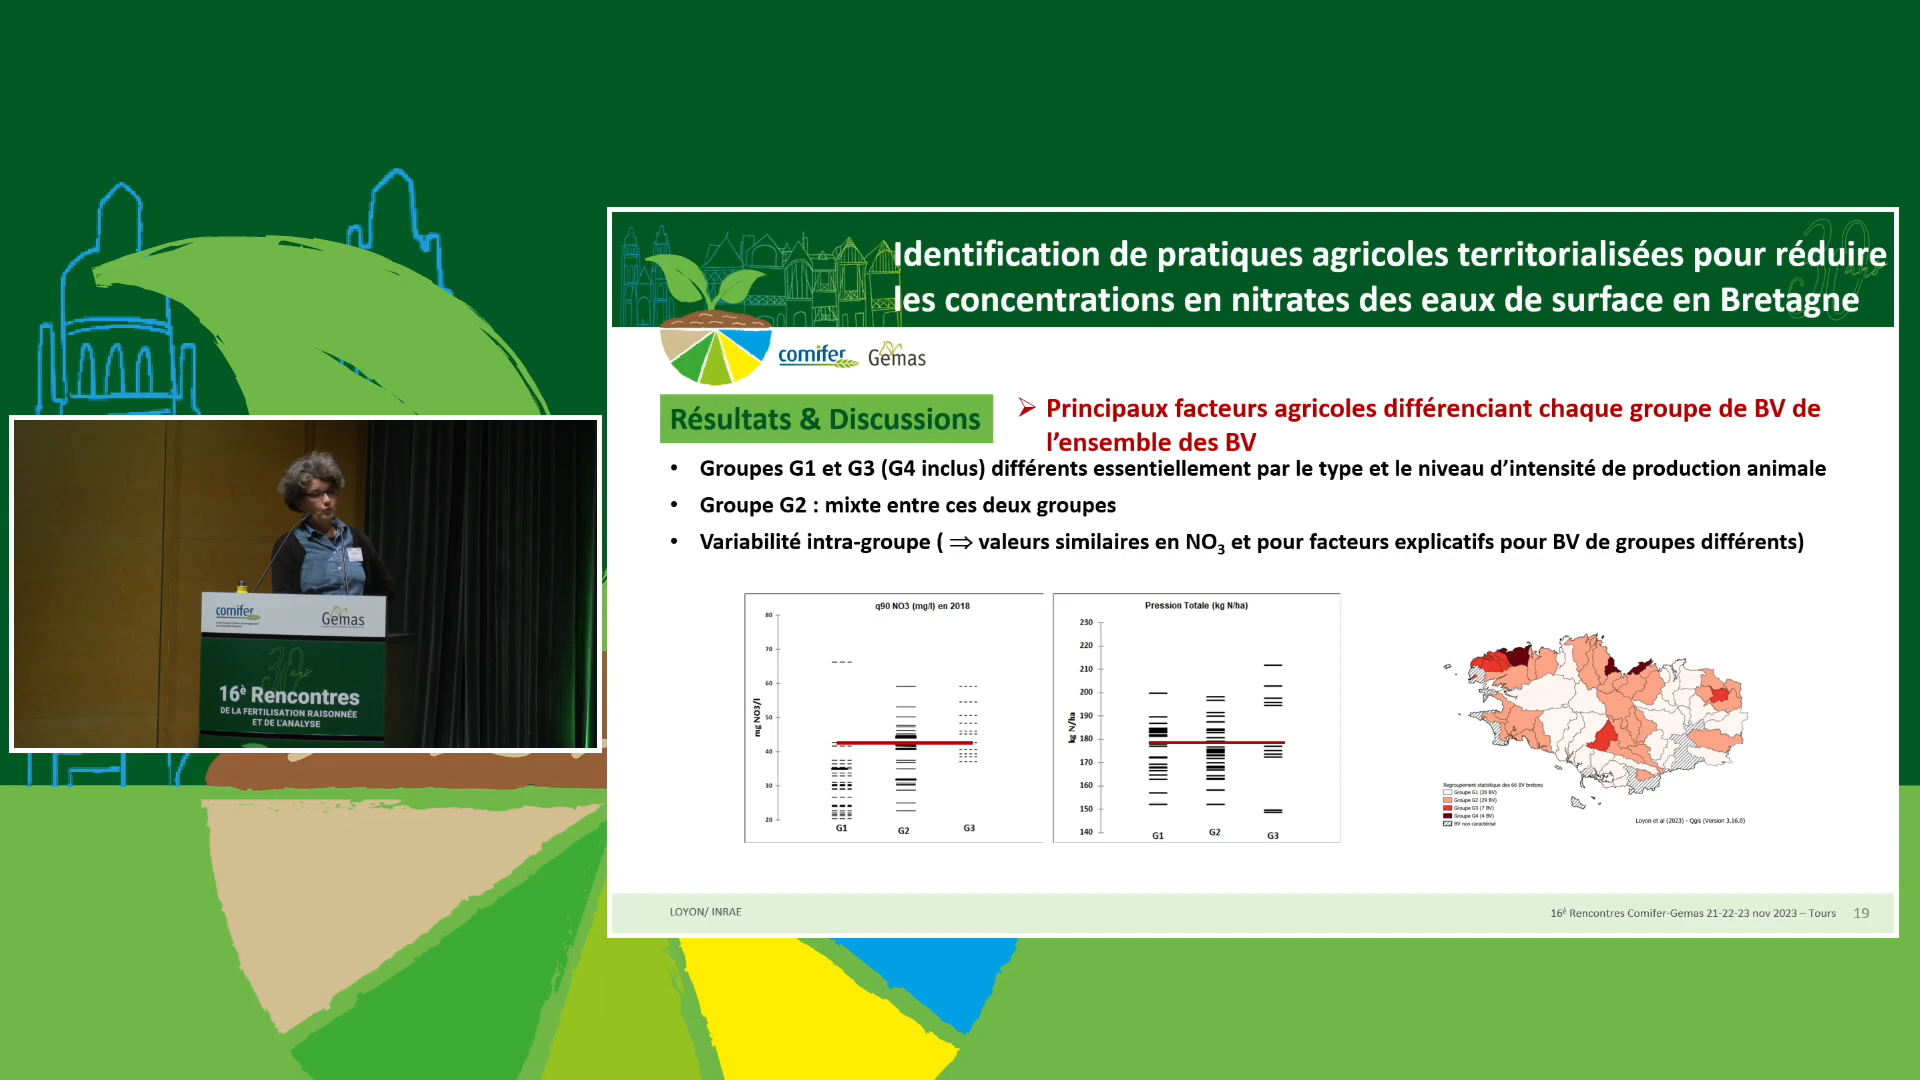 Identification de pratiques agricoles territorialisées pour réduire
les concentrations en nitrates des eaux de surface en Bretagne
comifer Gemas
Résultats & Discussions
Principaux facteurs agricoles différenciant chaque groupe de BV de
l’ensemble des BV
• Groupes G1 et G3 (G4 inclus) différents essentiellement par le type et le niveau d’intensité de production animale
• Groupe G2 : mixte entre ces deux groupes
• Variabilité intra-groupe ( ⇒ valeurs similaires en NO3 et pour facteurs explicatifs pour BV de groupes différents)
q90 NO3 (mg/l) en 2018
mg NO3/l
80
70
60
50
40
30
20
G1 G2 G3
Pression Totale (kg N/ha)
kg N/ha
230
220
210
200
190
180
170
160
150
140
G1 G2 G3
Regroupement statistique des 66 BV bretons
Groupe G1 (26 BV)
Groupe G2 (29 BV)
Groupe G3 (7 BV)
Groupe G4 (4 BV)
BV non caractérisé
Loyon et al (2023) - Qgis (Version 3.16.0)
LOYON/ INRAE
16è Rencontres Comifer-Gemas 21-22-23 nov 2023 – Tours 19
comifer Gemas
30 ans
16è Rencontres
DE LA FERTILISATION RAISONNÉE
ET DE L'ANALYSE